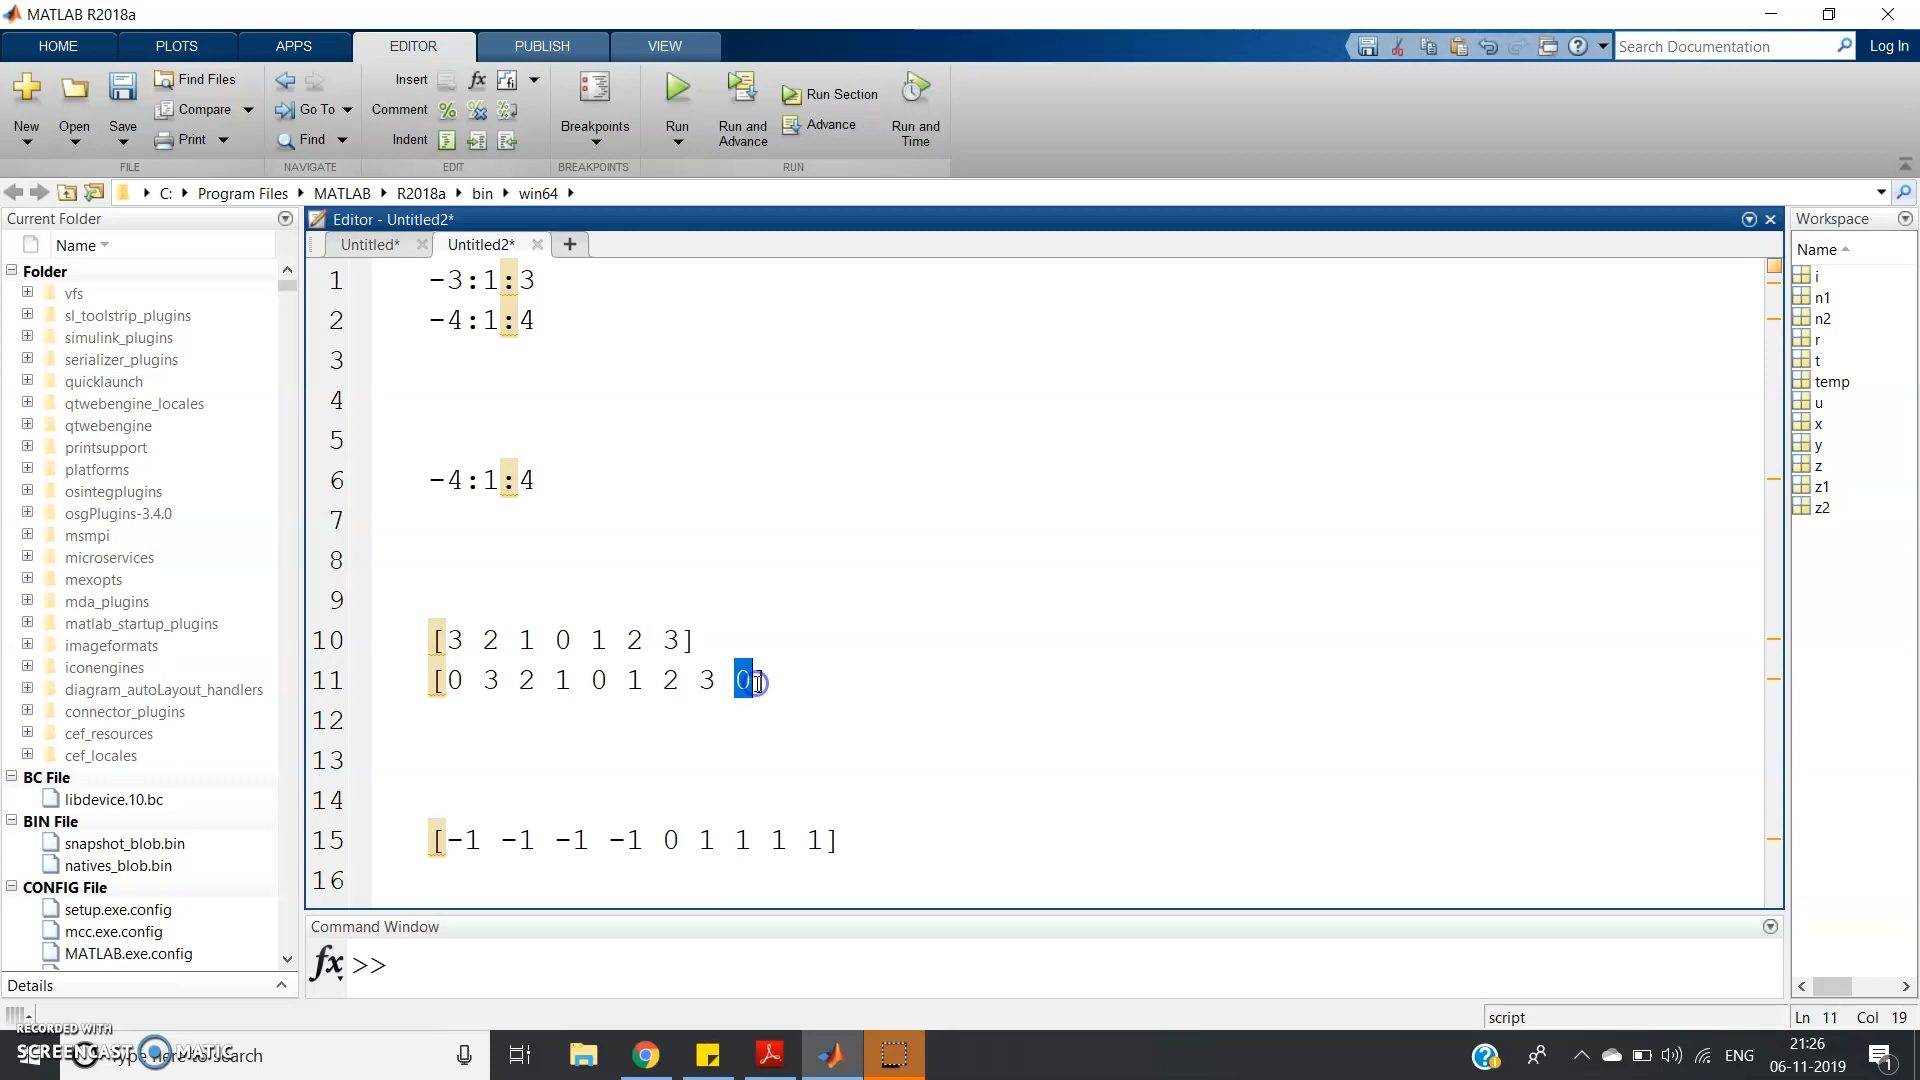 MATLAB R2018a
HOME PLOTS APPS EDITOR PUBLISH VIEW Search Documentation Log In
New Open Save Find Files Compare Print
Go To Find
Insert fx Comment Indent
Breakpoints Run Run and Advance Run Section Advance Run and Time
FILE NAVIGATE EDIT BREAKPOINTS RUN
C: Program Files MATLAB R2018a bin win64
Current Folder
Name
Folder
vfs
sl_toolstrip_plugins
simulink_plugins
serializer_plugins
quicklaunch
qtwebengine_locales
qtwebengine
printsupport
platforms
osintegplugins
osgPlugins-3.4.0
msmpi
microservices
mexopts
mda_plugins
matlab_startup_plugins
imageformats
iconengines
diagram_autoLayout_handlers
connector_plugins
cef_resources
cef_locales
BC File
libdevice.10.bc
BIN File
snapshot_blob.bin
natives_blob.bin
CONFIG File
setup.exe.config
mcc.exe.config
MATLAB.exe.config
Details
Editor - Untitled2*
Untitled* Untitled2*
1 -3:1:3
2 -4:1:4
3
4
5
6 -4:1:4
7
8
9
10 [3 2 1 0 1 2 3]
11 [0 3 2 1 0 1 2 3 0]
12
13
14
15 [-1 -1 -1 -1 0 1 1 1 1]
16
Command Window
fx >>
Workspace
Name
i
n1
n2
r
t
temp
u
x
y
z
z1
z2
script Ln 11 Col 19
RECORDED WITH
SCREENCAST MATIC
Type here to search
ENG
21:26
06-11-2019
1